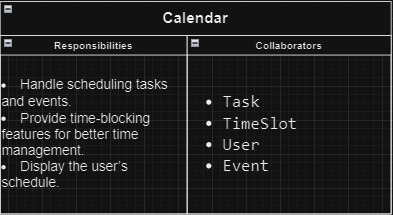 Calendar
Responsibilities
Collaborators
• Handle scheduling tasks
and events.
• Provide time-blocking
features for better time
management.
• Display the user's
schedule.
• Task
• TimeSlot
• User
• Event